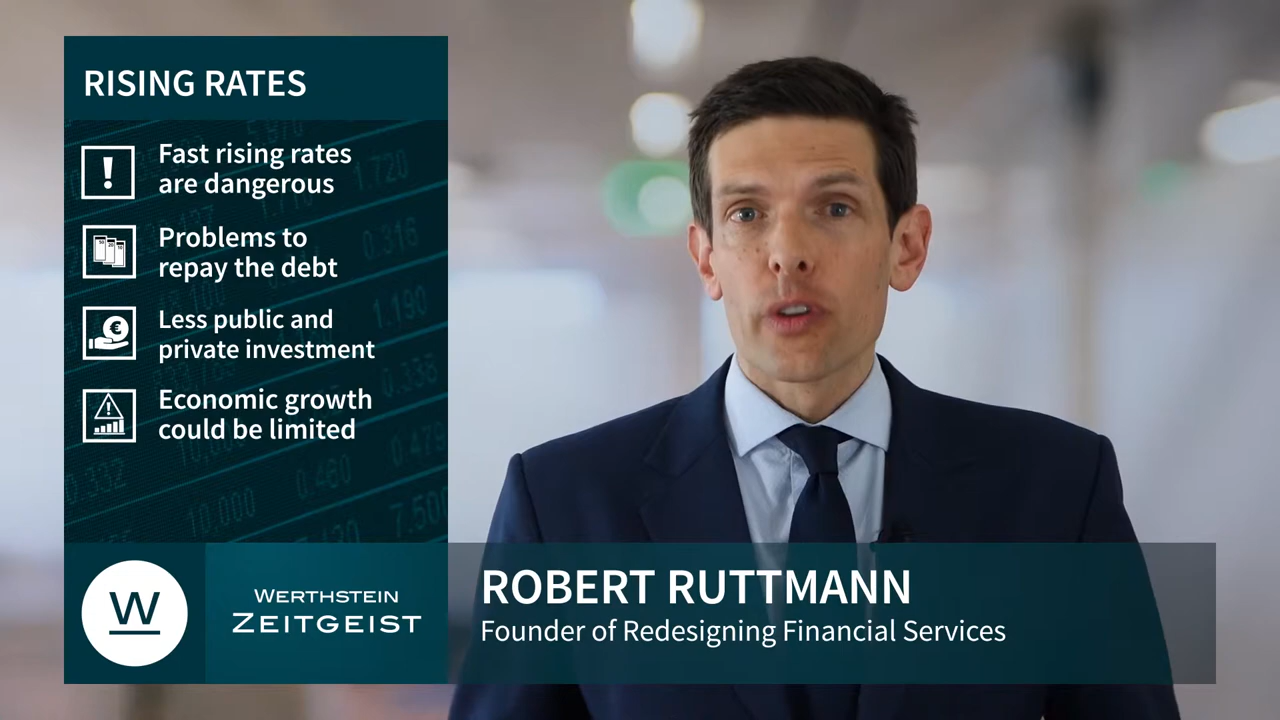 RISING RATES
Fast rising rates
are dangerous
Problems to
repay the debt
Less public and
private investment
Economic growth
could be limited
W
WERTHSTEIN
ZEITGEIST
ROBERT RUTTMANN
Founder of Redesigning Financial Services